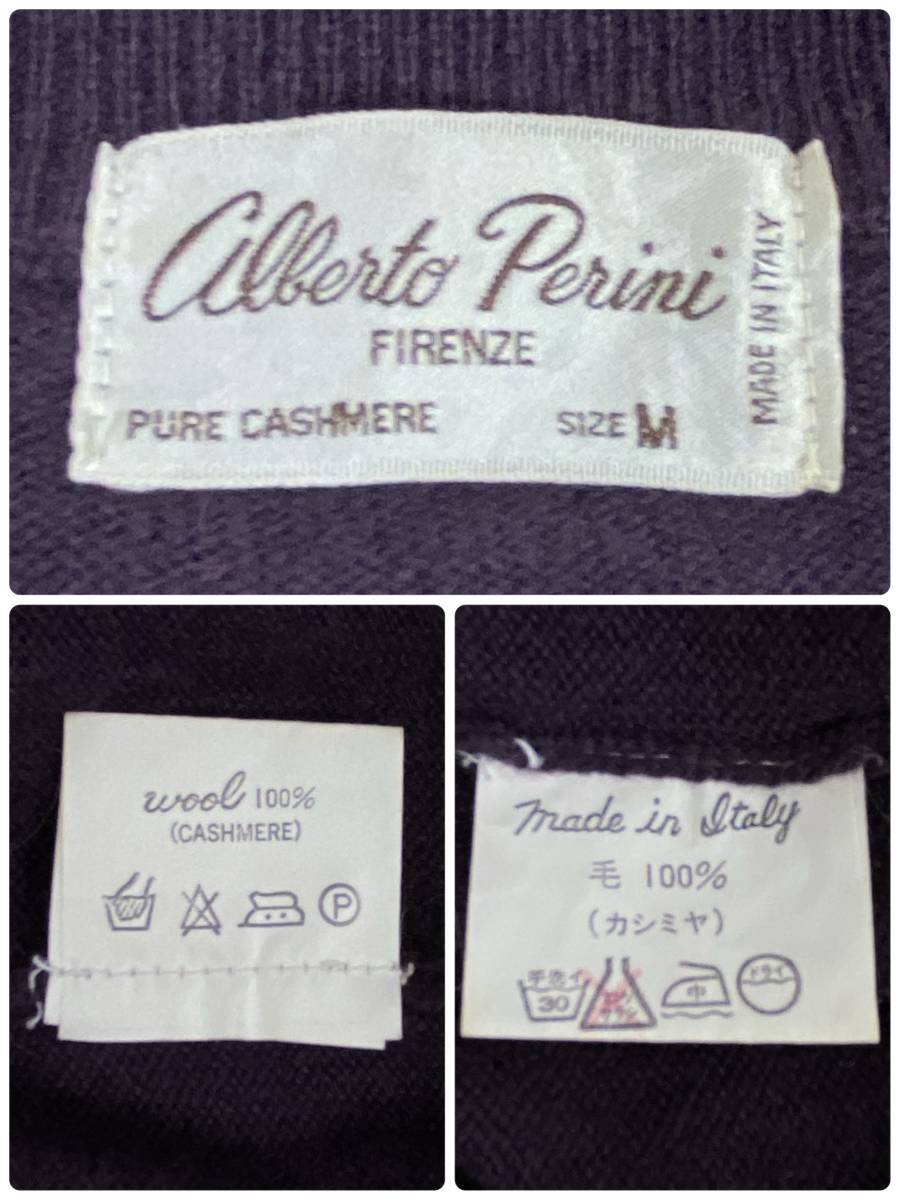 Alberto Perini
FIRENZE
PURE CASHMERE SIZE M
MADE IN ITALY
wool 100%
(CASHMERE)
P
made in Italy
毛 100%
(カシミヤ)
手洗イ
30
中
ドライ